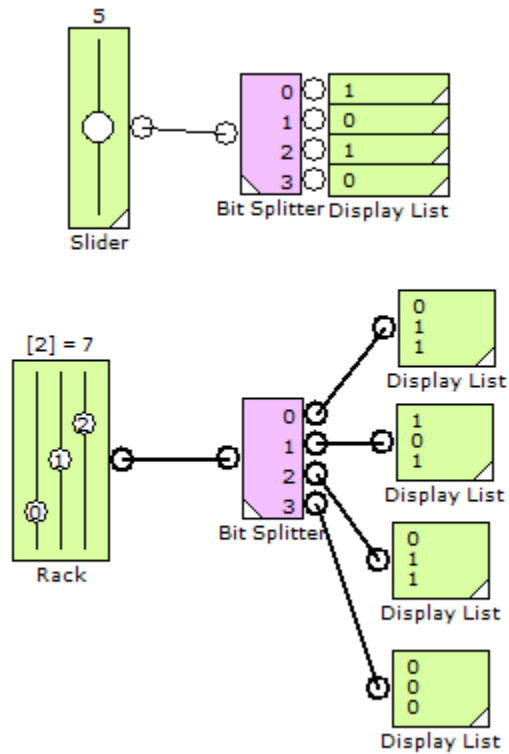 5
0 1
1 0
2 1
3 0
Bit Splitter Display List
Slider
[2] = 7
0
1
1
Display List
2
1
0
0
1
2
3
1
0
1
Display List
Rack
Bit Splitter
0
1
1
Display List
0
0
0
Display List